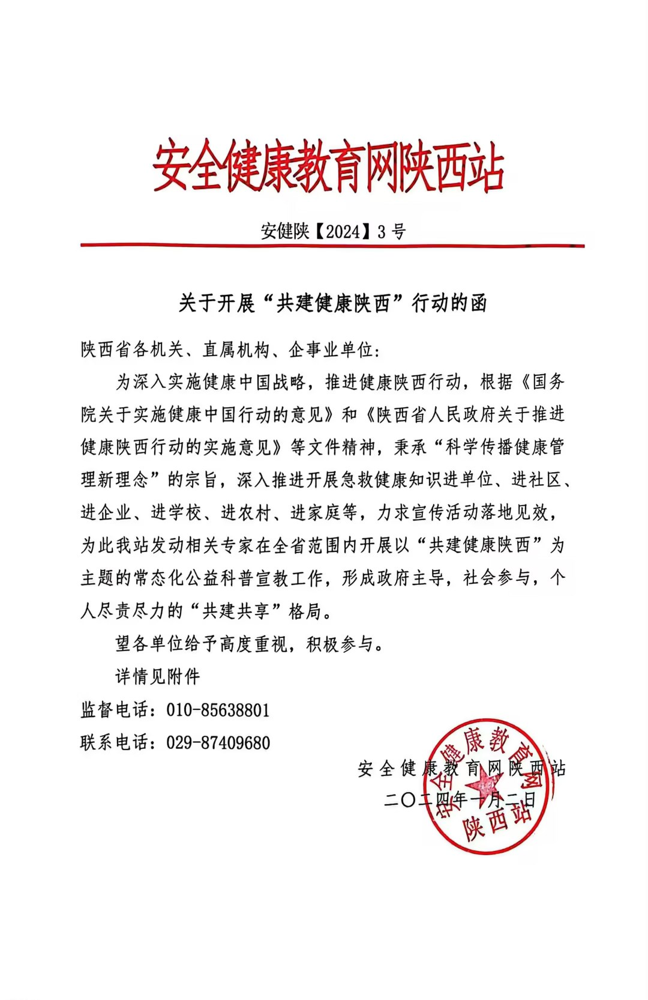 安全健康教育网陕西站
安健陕【2024】3 号
关于开展“共建健康陕西”行动的函
陕西省各机关、直属机构、企事业单位:
为深入实施健康中国战略，推进健康陕西行动，根据《国务
院关于实施健康中国行动的意见》和《陕西省人民政府关于推进
健康陕西行动的实施意见》等文件精神，秉承“科学传播健康管
理新理念”的宗旨，深入推进开展急救健康知识进单位、进社区、
进企业、进学校、进农村、进家庭等，力求宣传活动落地见效，
为此我站发动相关专家在全省范围内开展以“共建健康陕西”为
主题的常态化公益科普宣教工作，形成政府主导，社会参与，个
人尽责尽力的“共建共享”格局。
望各单位给予高度重视，积极参与。
详情见附件
监督电话：010-85638801
联系电话：029-87409680
安全健康教育网陕西站
二〇二四年一月二日
安全健康教育网
陕西站